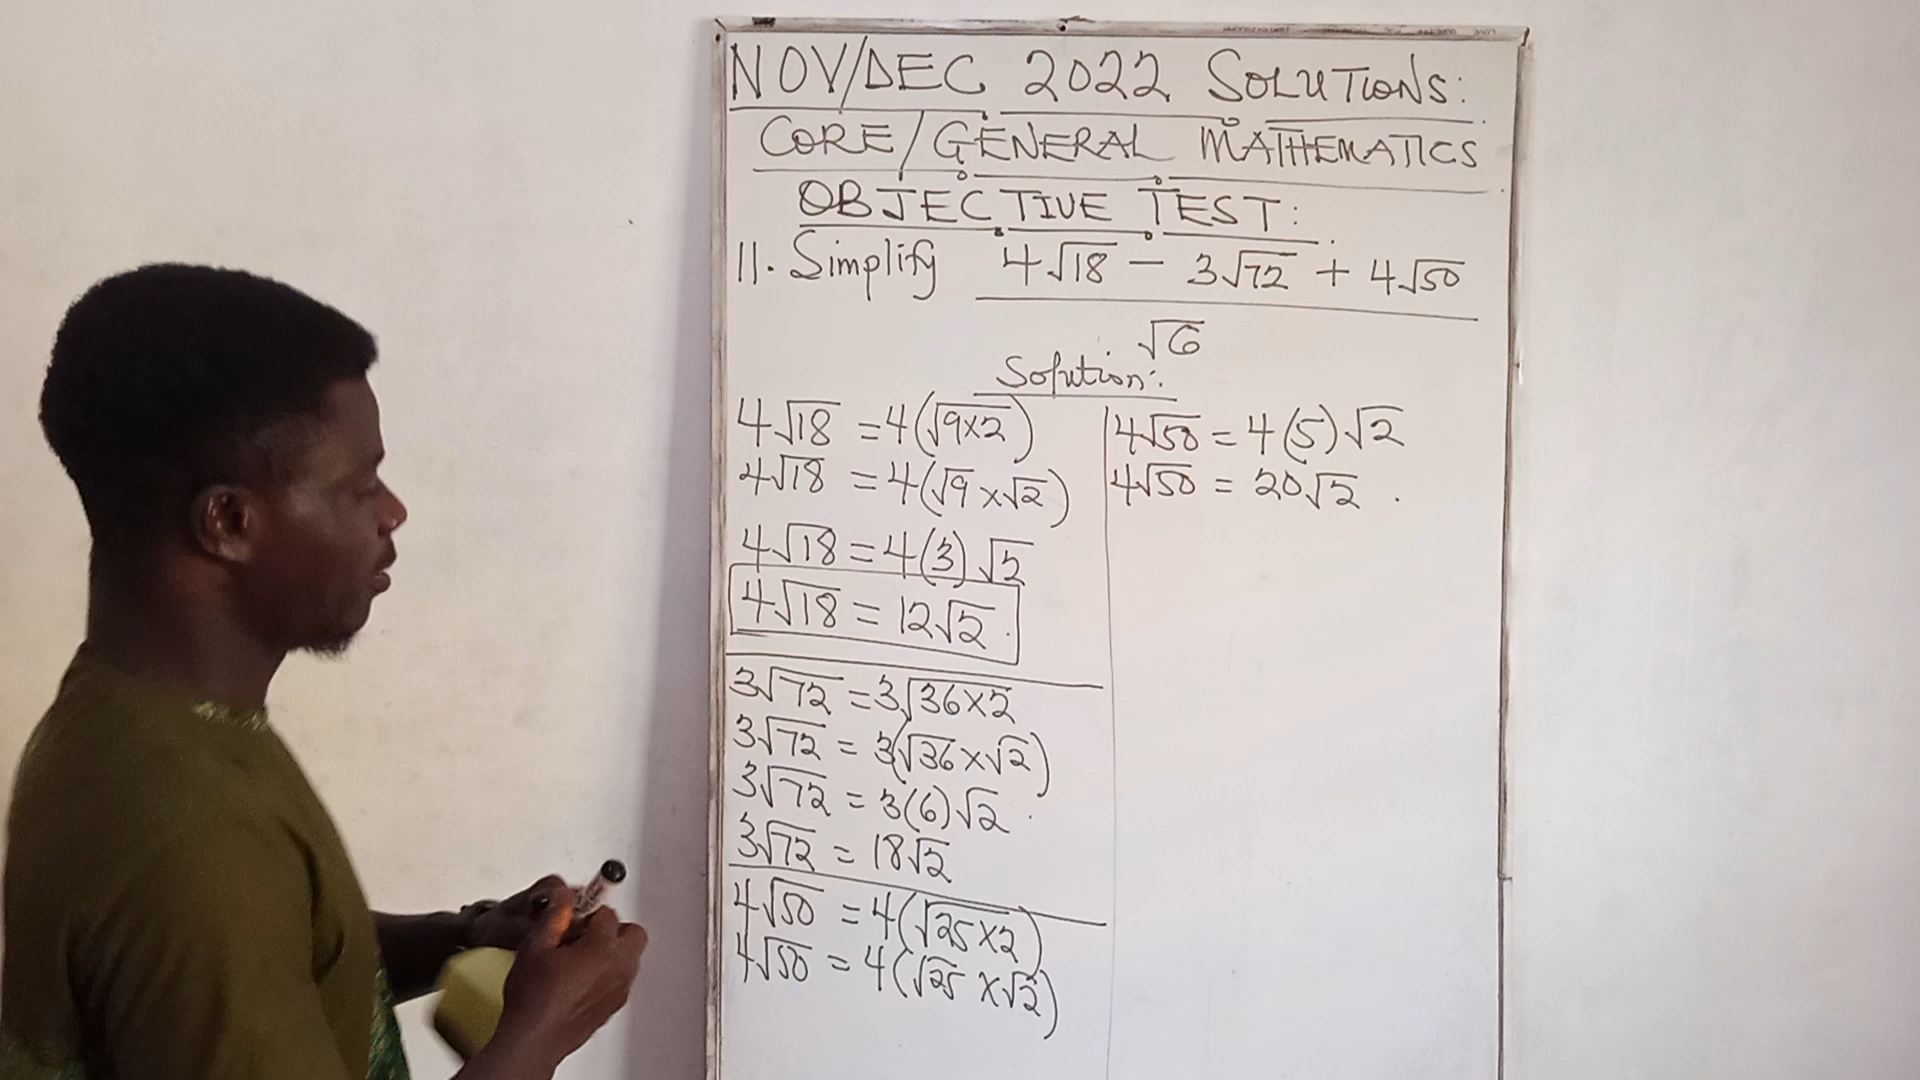 NOV/DEC 2022 SOLUTIONS:
CORE/GENERAL MATHEMATICS
OBJECTIVE TEST:
11. Simplify 4√18 - 3√72 + 4√50
√6
Solution:
4√18 = 4(√9×2)
4√18 = 4(√9 × √2)
4√18 = 4(3)√2
4√18 = 12√2.
3√72 = 3√36×2
3√72 = 3(√36 × √2)
3√72 = 3(6)√2.
3√72 = 18√2
4√50 = 4(√25×2)
4√50 = 4(√25 × √2)
4√50 = 4(5)√2
4√50 = 20√2.